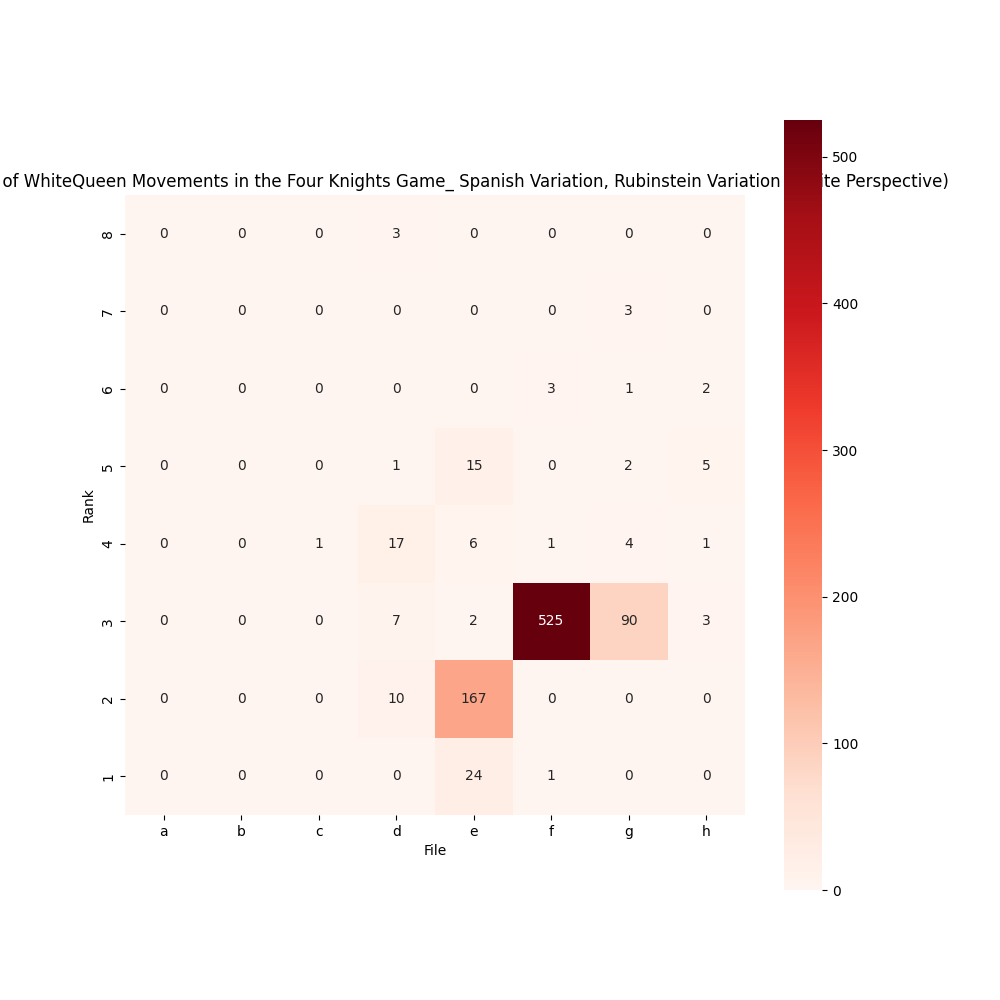 of WhiteQueen Movements in the Four Knights Game_ Spanish Variation, Rubinstein Variation Perspective)
500
400
300
200
100
0
Rank
8 0 0 0 3 0 0 0 0
7 0 0 0 0 0 0 3 0
6 0 0 0 0 0 3 1 2
5 0 0 0 1 15 0 2 5
4 0 0 1 17 6 1 4 1
3 0 0 0 7 2 525 90 3
2 0 0 0 10 167 0 0 0
1 0 0 0 0 24 1 0 0
a b c d e f g h
File